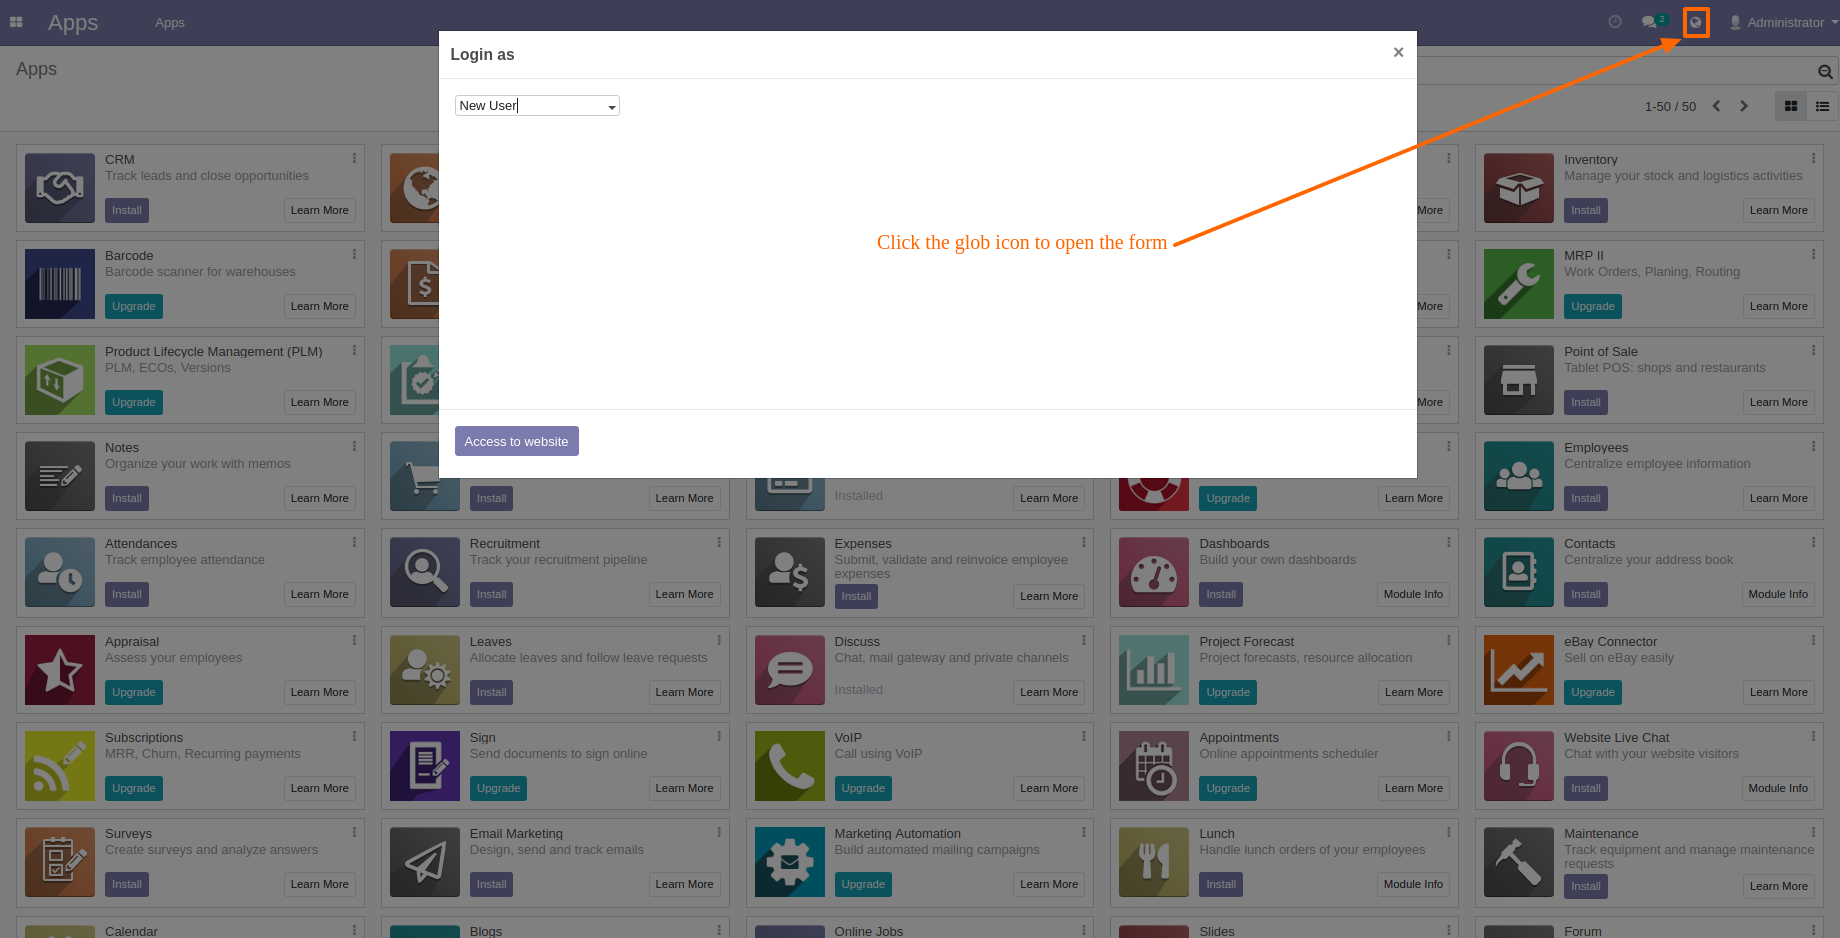 Apps
Apps
2
Administrator
Apps
Login as
×
New User
1-50 / 50
Click the glob icon to open the form
Access to website
CRM
Track leads and close opportunities
Install
Learn More
More
Inventory
Manage your stock and logistics activities
Install
Learn More
Barcode
Barcode scanner for warehouses
Upgrade
Learn More
More
MRP II
Work Orders, Planing, Routing
Upgrade
Learn More
Product Lifecycle Management (PLM)
PLM, ECOs, Versions
Upgrade
Learn More
More
Point of Sale
Tablet POS: shops and restaurants
Install
Learn More
Notes
Organize your work with memos
Install
Learn More
Install
Learn More
Installed
Learn More
Upgrade
Learn More
Employees
Centralize employee information
Install
Learn More
Attendances
Track employee attendance
Install
Learn More
Recruitment
Track your recruitment pipeline
Install
Learn More
Expenses
Submit, validate and reinvoice employee
expenses
Install
Learn More
Dashboards
Build your own dashboards
Install
Module Info
Contacts
Centralize your address book
Install
Module Info
Appraisal
Assess your employees
Upgrade
Learn More
Leaves
Allocate leaves and follow leave requests
Install
Learn More
Discuss
Chat, mail gateway and private channels
Installed
Learn More
Project Forecast
Project forecasts, resource allocation
Upgrade
Learn More
eBay Connector
Sell on eBay easily
Upgrade
Learn More
Subscriptions
MRR, Churn, Recurring payments
Upgrade
Learn More
Sign
Send documents to sign online
Upgrade
Learn More
VoIP
Call using VoIP
Upgrade
Learn More
Appointments
Online appointments scheduler
Upgrade
Learn More
Website Live Chat
Chat with your website visitors
Install
Module Info
Surveys
Create surveys and analyze answers
Install
Learn More
Email Marketing
Design, send and track emails
Install
Learn More
Marketing Automation
Build automated mailing campaigns
Upgrade
Learn More
Lunch
Handle lunch orders of your employees
Install
Module Info
Maintenance
Track equipment and manage maintenance
requests
Install
Learn More
Calendar
Blogs
Online Jobs
Slides
Forum